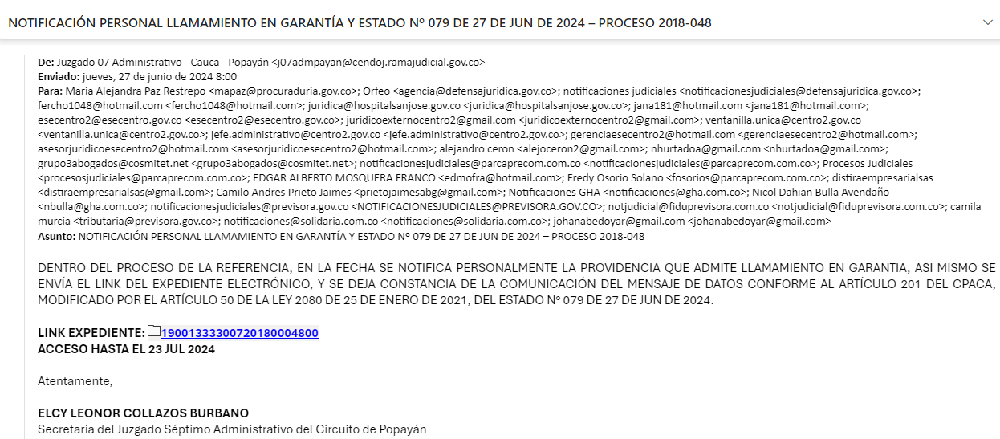 NOTIFICACIÓN PERSONAL LLAMAMIENTO EN GARANTÍA Y ESTADO Nº 079 DE 27 DE JUN DE 2024 – PROCESO 2018-048
De: Juzgado 07 Administrativo - Cauca - Popayán <j07admpayan@cendoj.ramajudicial.gov.co>
Enviado: jueves, 27 de junio de 2024 8:00
Para: Maria Alejandra Paz Restrepo <mapaz@procuraduria.gov.co>; Orfeo <agencia@defensajuridica.gov.co>; notificaciones judiciales <notificacionesjudiciales@defensajuridica.gov.co>;
fercho1048@hotmail.com <fercho1048@hotmail.com>; juridica@hospitalsanjose.gov.co <juridica@hospitalsanjose.gov.co>; jana181@hotmail.com <jana181@hotmail.com>;
esecentro2@esecentro.gov.co <esecentro2@esecentro.gov.co>; juridicoexternocentro2@gmail.com <juridicoexternocentro2@gmail.com>; ventanilla.unica@centro2.gov.co
<ventanilla.unica@centro2.gov.co>; jefe.administrativo@centro2.gov.co <jefe.administrativo@centro2.gov.co>; gerenciaesecentro2@hotmail.com <gerenciaesecentro2@hotmail.com>;
asesorjuridicoesecentro2@hotmail.com <asesorjuridicoesecentro2@hotmail.com>; alejandro ceron <alejoceron2@gmail.com>; nhurtadoa@gmail.com <nhurtadoa@gmail.com>;
grupo3abogados@cosmitet.net <grupo3abogados@cosmitet.net>; notificacionesjudiciales@parcaprecom.com.co <notificacionesjudiciales@parcaprecom.com.co>; Procesos Judiciales
<procesosjudiciales@parcaprecom.com.co>; EDGAR ALBERTO MOSQUERA FRANCO <edmofra@hotmail.com>; Fredy Osorio Solano <fosorios@parcaprecom.com.co>; distiraempresarialsas
<distiraempresarialsas@gmail.com>; Camilo Andres Prieto Jaimes <prietojaimesabg@gmail.com>; Notificaciones GHA <notificaciones@gha.com.co>; Nicol Dahian Bulla Avendaño
<nbulla@gha.com.co>; notificacionesjudiciales@previsora.gov.co <NOTIFICACIONESJUDICIALES@PREVISORA.GOV.CO>; notjudicial@fiduprevisora.com.co <notjudicial@fiduprevisora.com.co>; camila
murcia <tributaria@previsora.gov.co>; notificaciones@solidaria.com.co <notificaciones@solidaria.com.co>; johanabedoyar@gmail.com <johanabedoyar@gmail.com>
Asunto: NOTIFICACIÓN PERSONAL LLAMAMIENTO EN GARANTÍA Y ESTADO Nº 079 DE 27 DE JUN DE 2024 – PROCESO 2018-048
DENTRO DEL PROCESO DE LA REFERENCIA, EN LA FECHA SE NOTIFICA PERSONALMENTE LA PROVIDENCIA QUE ADMITE LLAMAMIENTO EN GARANTIA, ASI MISMO SE
ENVÍA EL LINK DEL EXPEDIENTE ELECTRÓNICO, Y SE DEJA CONSTANCIA DE LA COMUNICACIÓN DEL MENSAJE DE DATOS CONFORME AL ARTÍCULO 201 DEL CPACA,
MODIFICADO POR EL ARTÍCULO 50 DE LA LEY 2080 DE 25 DE ENERO DE 2021, DEL ESTADO Nº 079 DE 27 DE JUN DE 2024.
LINK EXPEDIENTE: 19001333300720180004800
ACCESO HASTA EL 23 JUL 2024
Atentamente,
ELCY LEONOR COLLAZOS BURBANO
Secretaria del Juzgado Séptimo Administrativo del Circuito de Popayán